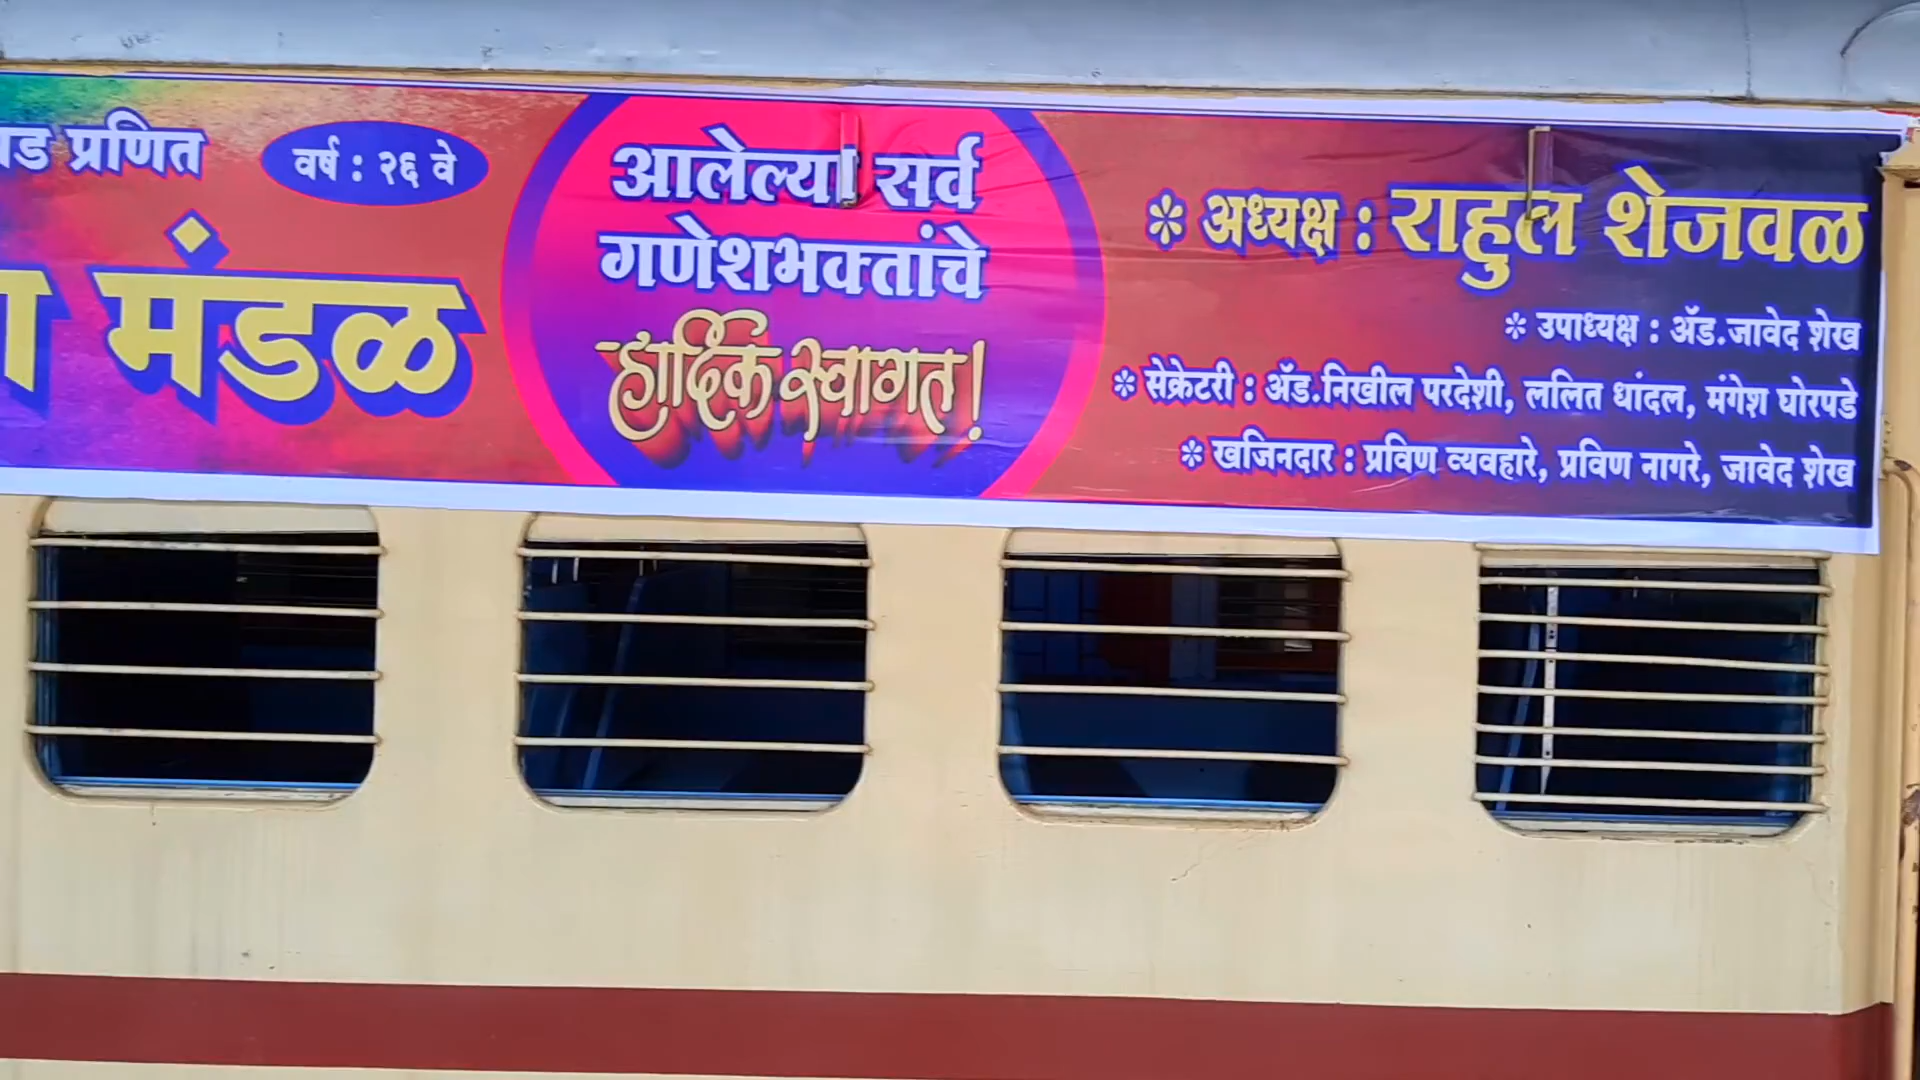 प्रणित
वर्ष : २६ वे
मंडळ
आलेल्या सर्व
गणेशभक्तांचे
हार्दिक स्वागत!
* अध्यक्ष : राहुल शेजवळ
* उपाध्यक्ष : ॲड.जावेद शेख
* सेक्रेटरी : ॲड.निखील परदेशी, ललित धांदल, मंगेश घोरपडे
* खजिनदार : प्रविण व्यवहारे, प्रविण नागरे, जावेद शेख